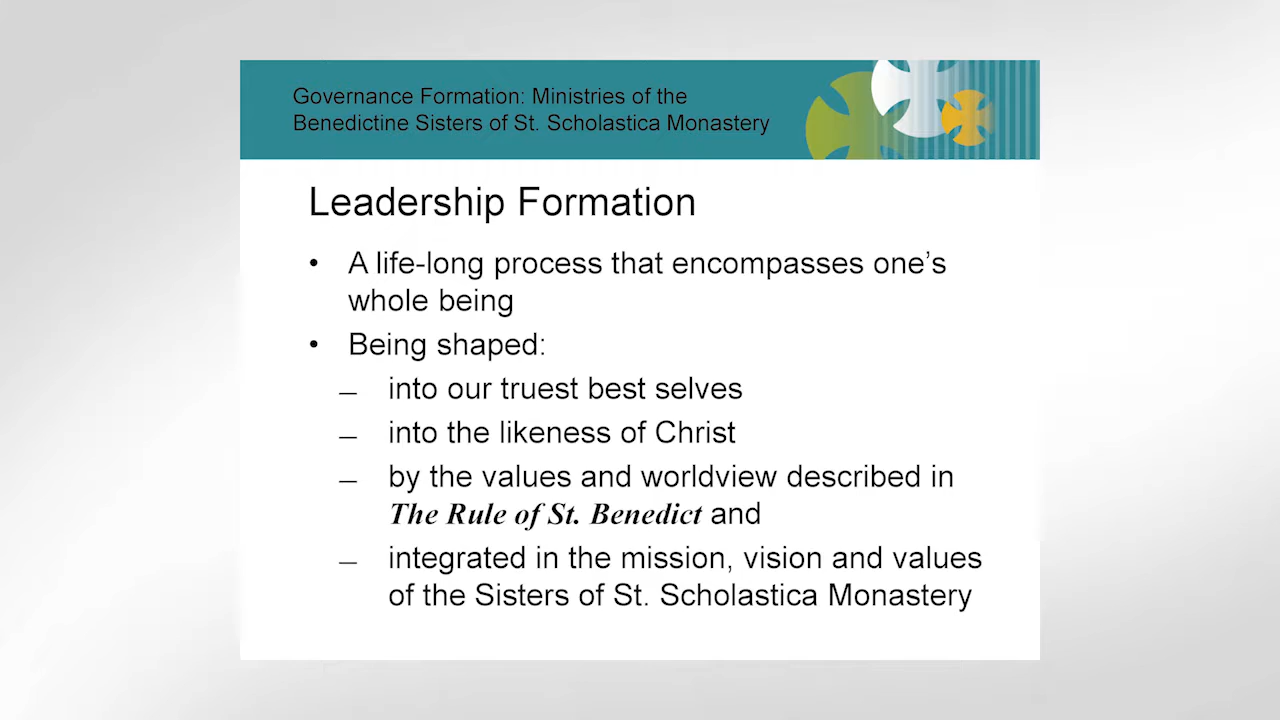 Governance Formation: Ministries of the
Benedictine Sisters of St. Scholastica Monastery
Leadership Formation
• A life-long process that encompasses one’s
whole being
• Being shaped:
— into our truest best selves
— into the likeness of Christ
— by the values and worldview described in
The Rule of St. Benedict and
— integrated in the mission, vision and values
of the Sisters of St. Scholastica Monastery